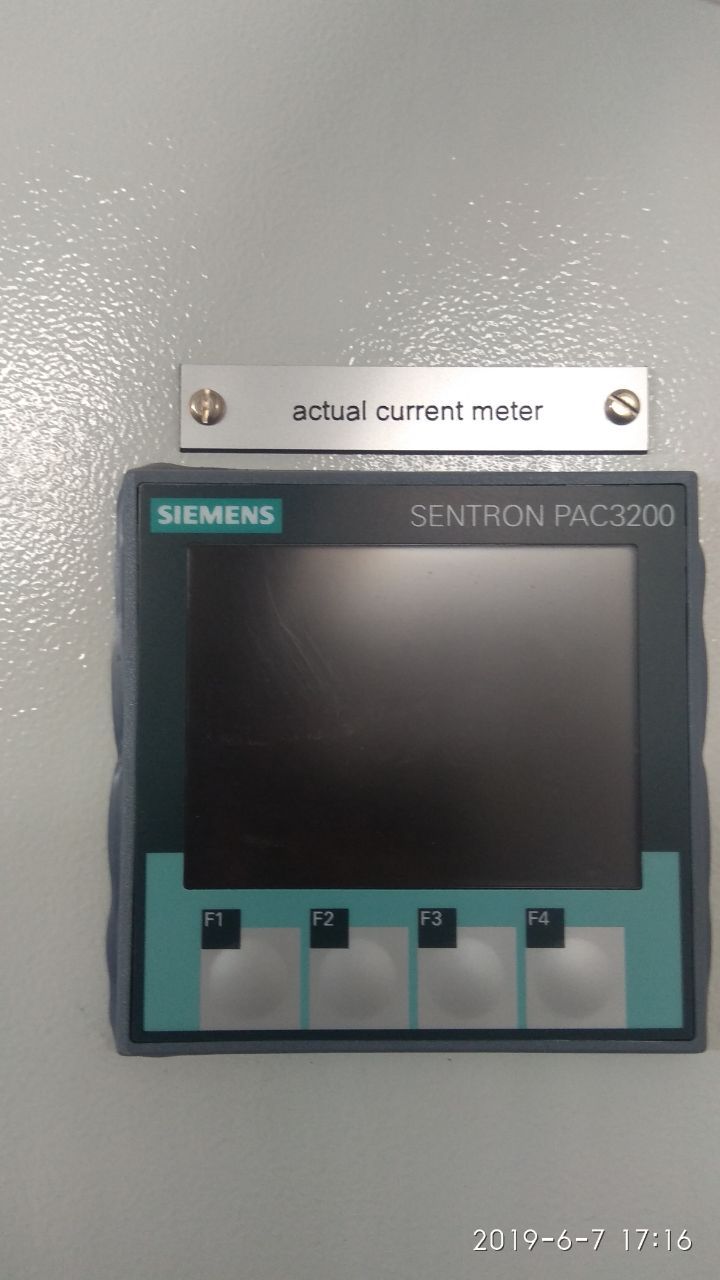 actual current meter
SIEMENS SENTRON PAC3200
F1 F2 F3 F4
2019-6-7 17:16